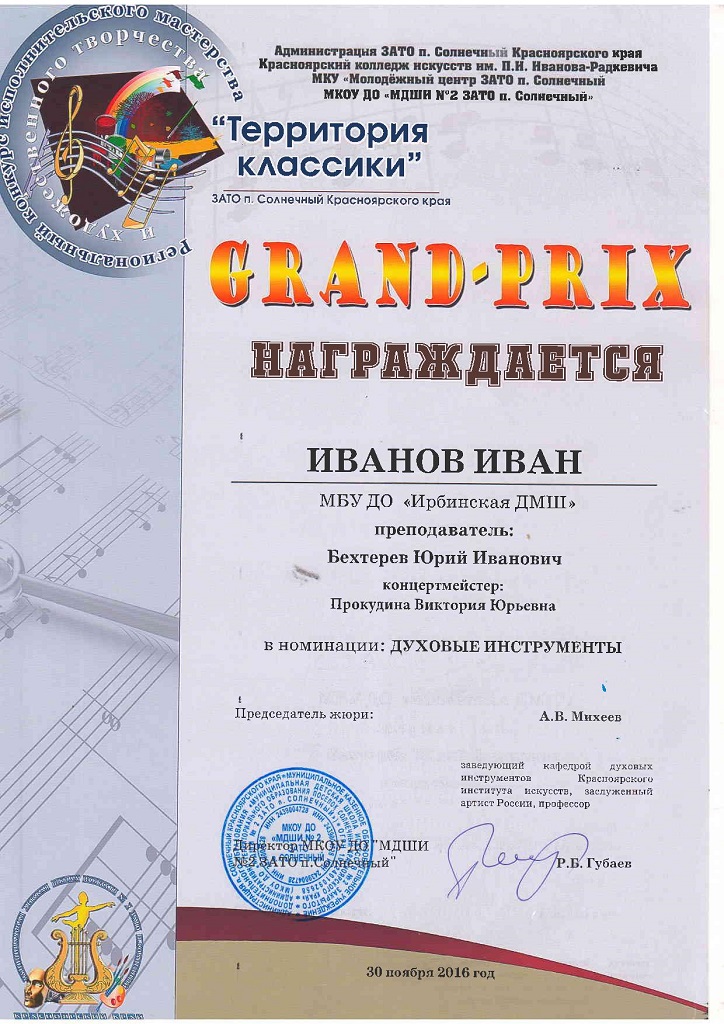 Региональный конкурс исполнительского мастерства
и художественного творчества
Администрация ЗАТО п. Солнечный Красноярского края
Красноярский колледж искусств им. П.И. Иванова-Радкевича
МКУ «Молодёжный центр ЗАТО п. Солнечный
МКОУ ДО «МДШИ №2 ЗАТО п. Солнечный»
"Территория
классики"
ЗАТО п. Солнечный Красноярского края
GRAND-PRIX
НАГРАЖДАЕТСЯ
ИВАНОВ ИВАН
МБУ ДО «Ирбинская ДМШ»
преподаватель:
Бехтерев Юрий Иванович
концертмейстер:
Прокудина Виктория Юрьевна
в номинации: ДУХОВЫЕ ИНСТРУМЕНТЫ
Председатель жюри: А.В. Михеев
заведующий кафедрой духовых
инструментов Красноярского
института искусств, заслуженный
артист России, профессор
МКОУ ДО
«МДШИ № 2
СОЛНЕЧНЫЙ
Директор МКОУ ДО "МДШИ
№2 ЗАТО п.Солнечный" Р.Б. Губаев
КРАСНОЯРСКИЙ КРАЙ
30 ноября 2016 год